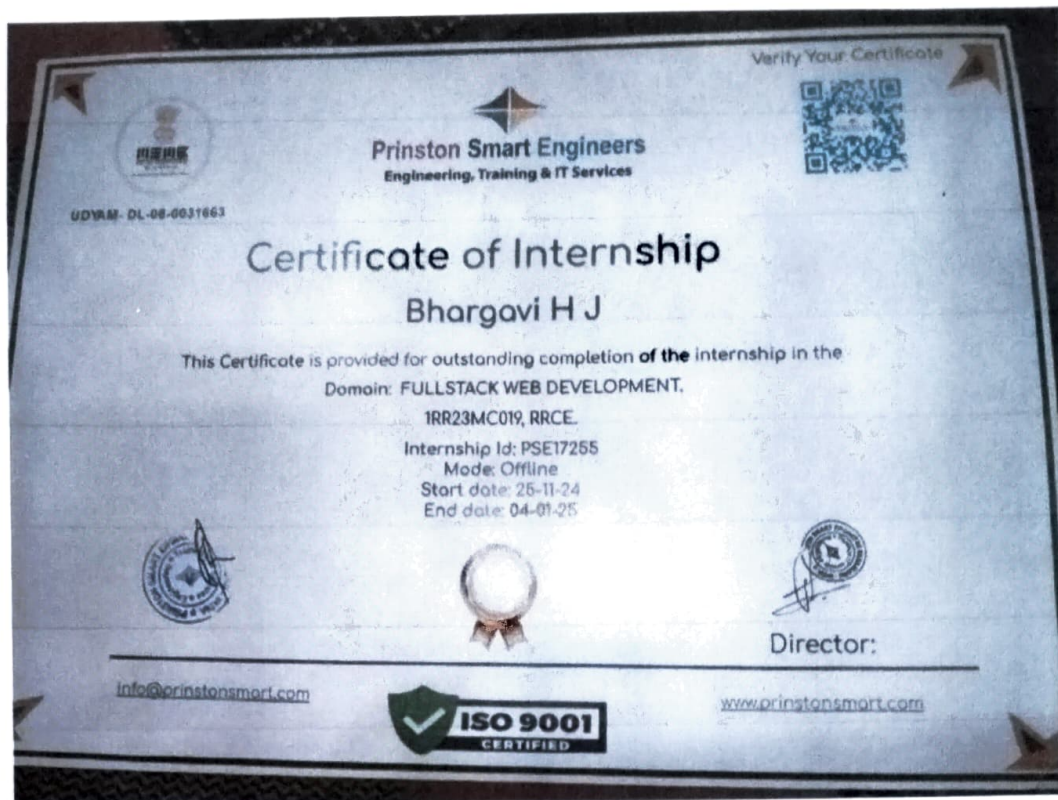 Verify Your Certificate
Prinston Smart Engineers
Engineering, Training & IT Services
UDYAM- DL-08-0031663
Certificate of Internship
Bhargavi H J
This Certificate is provided for outstanding completion of the internship in the
Domain: FULLSTACK WEB DEVELOPMENT.
1RR23MC019, RRCE.
Internship Id: PSE17255
Mode: Offline
Start date: 25-11-24
End date: 04-01-25
Director:
info@prinstonsmart.com
www.prinstonsmart.com
ISO 9001
CERTIFIED